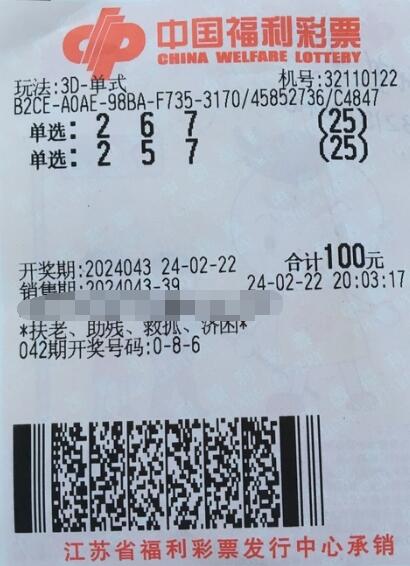 中国福利彩票
CHINA WELFARE LOTTERY
玩法:3D-单式 机号:32110122
B2CE-A0AE-98BA-F735-3170/45852736/C4847
单选: 2 6 7 (25)
单选: 2 5 7 (25)
开奖期:2024043 24-02-22 合计100元
销售期:2024043-39 24-02-22 20:03:17
*扶老、助残、救孤、济困*
042期开奖号码:0-8-6
江苏省福利彩票发行中心承销